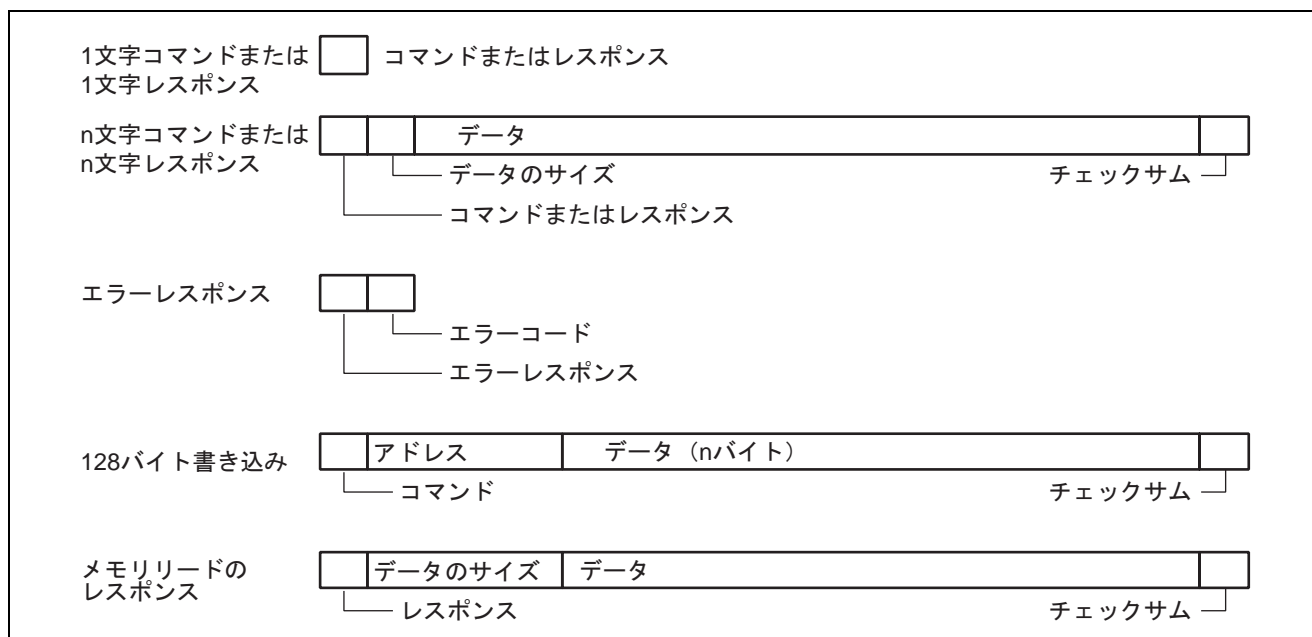 1文字コマンドまたは
1文字レスポンス
コマンドまたはレスポンス
n文字コマンドまたは
n文字レスポンス
データ
データのサイズ
チェックサム
コマンドまたはレスポンス
エラーレスポンス
エラーコード
エラーレスポンス
128バイト書き込み
アドレス
データ（nバイト）
コマンド
チェックサム
メモリリードの
レスポンス
データのサイズ
データ
レスポンス
チェックサム